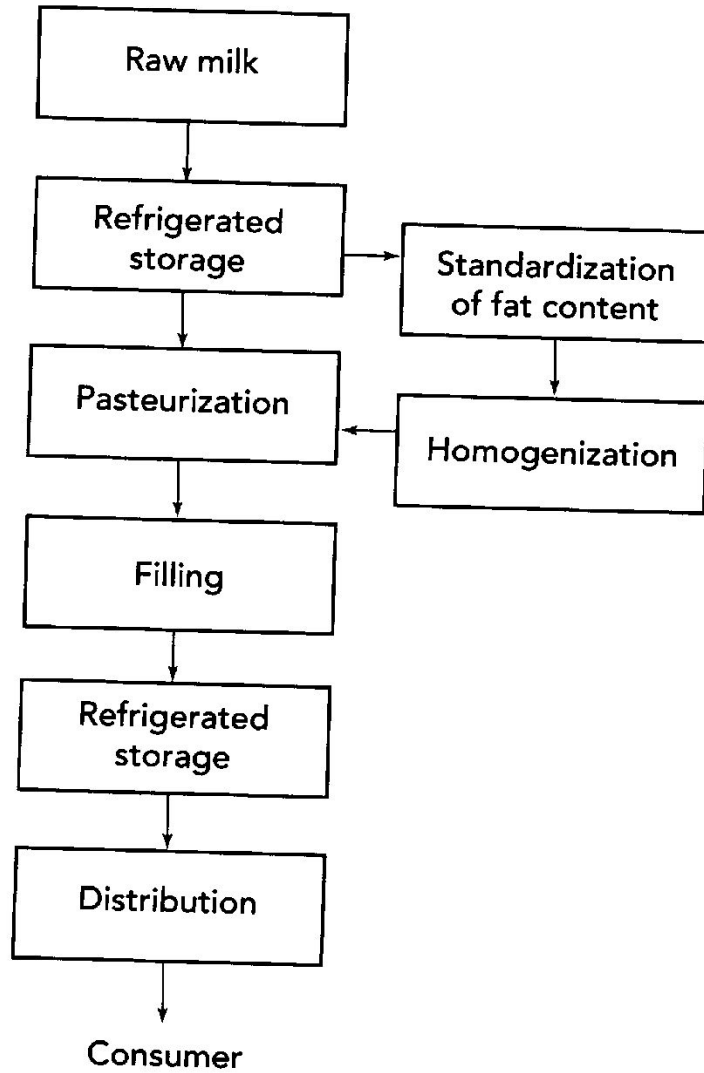 Raw milk
Refrigerated
storage
Standardization
of fat content
Pasteurization
Homogenization
Filling
Refrigerated
storage
Distribution
Consumer